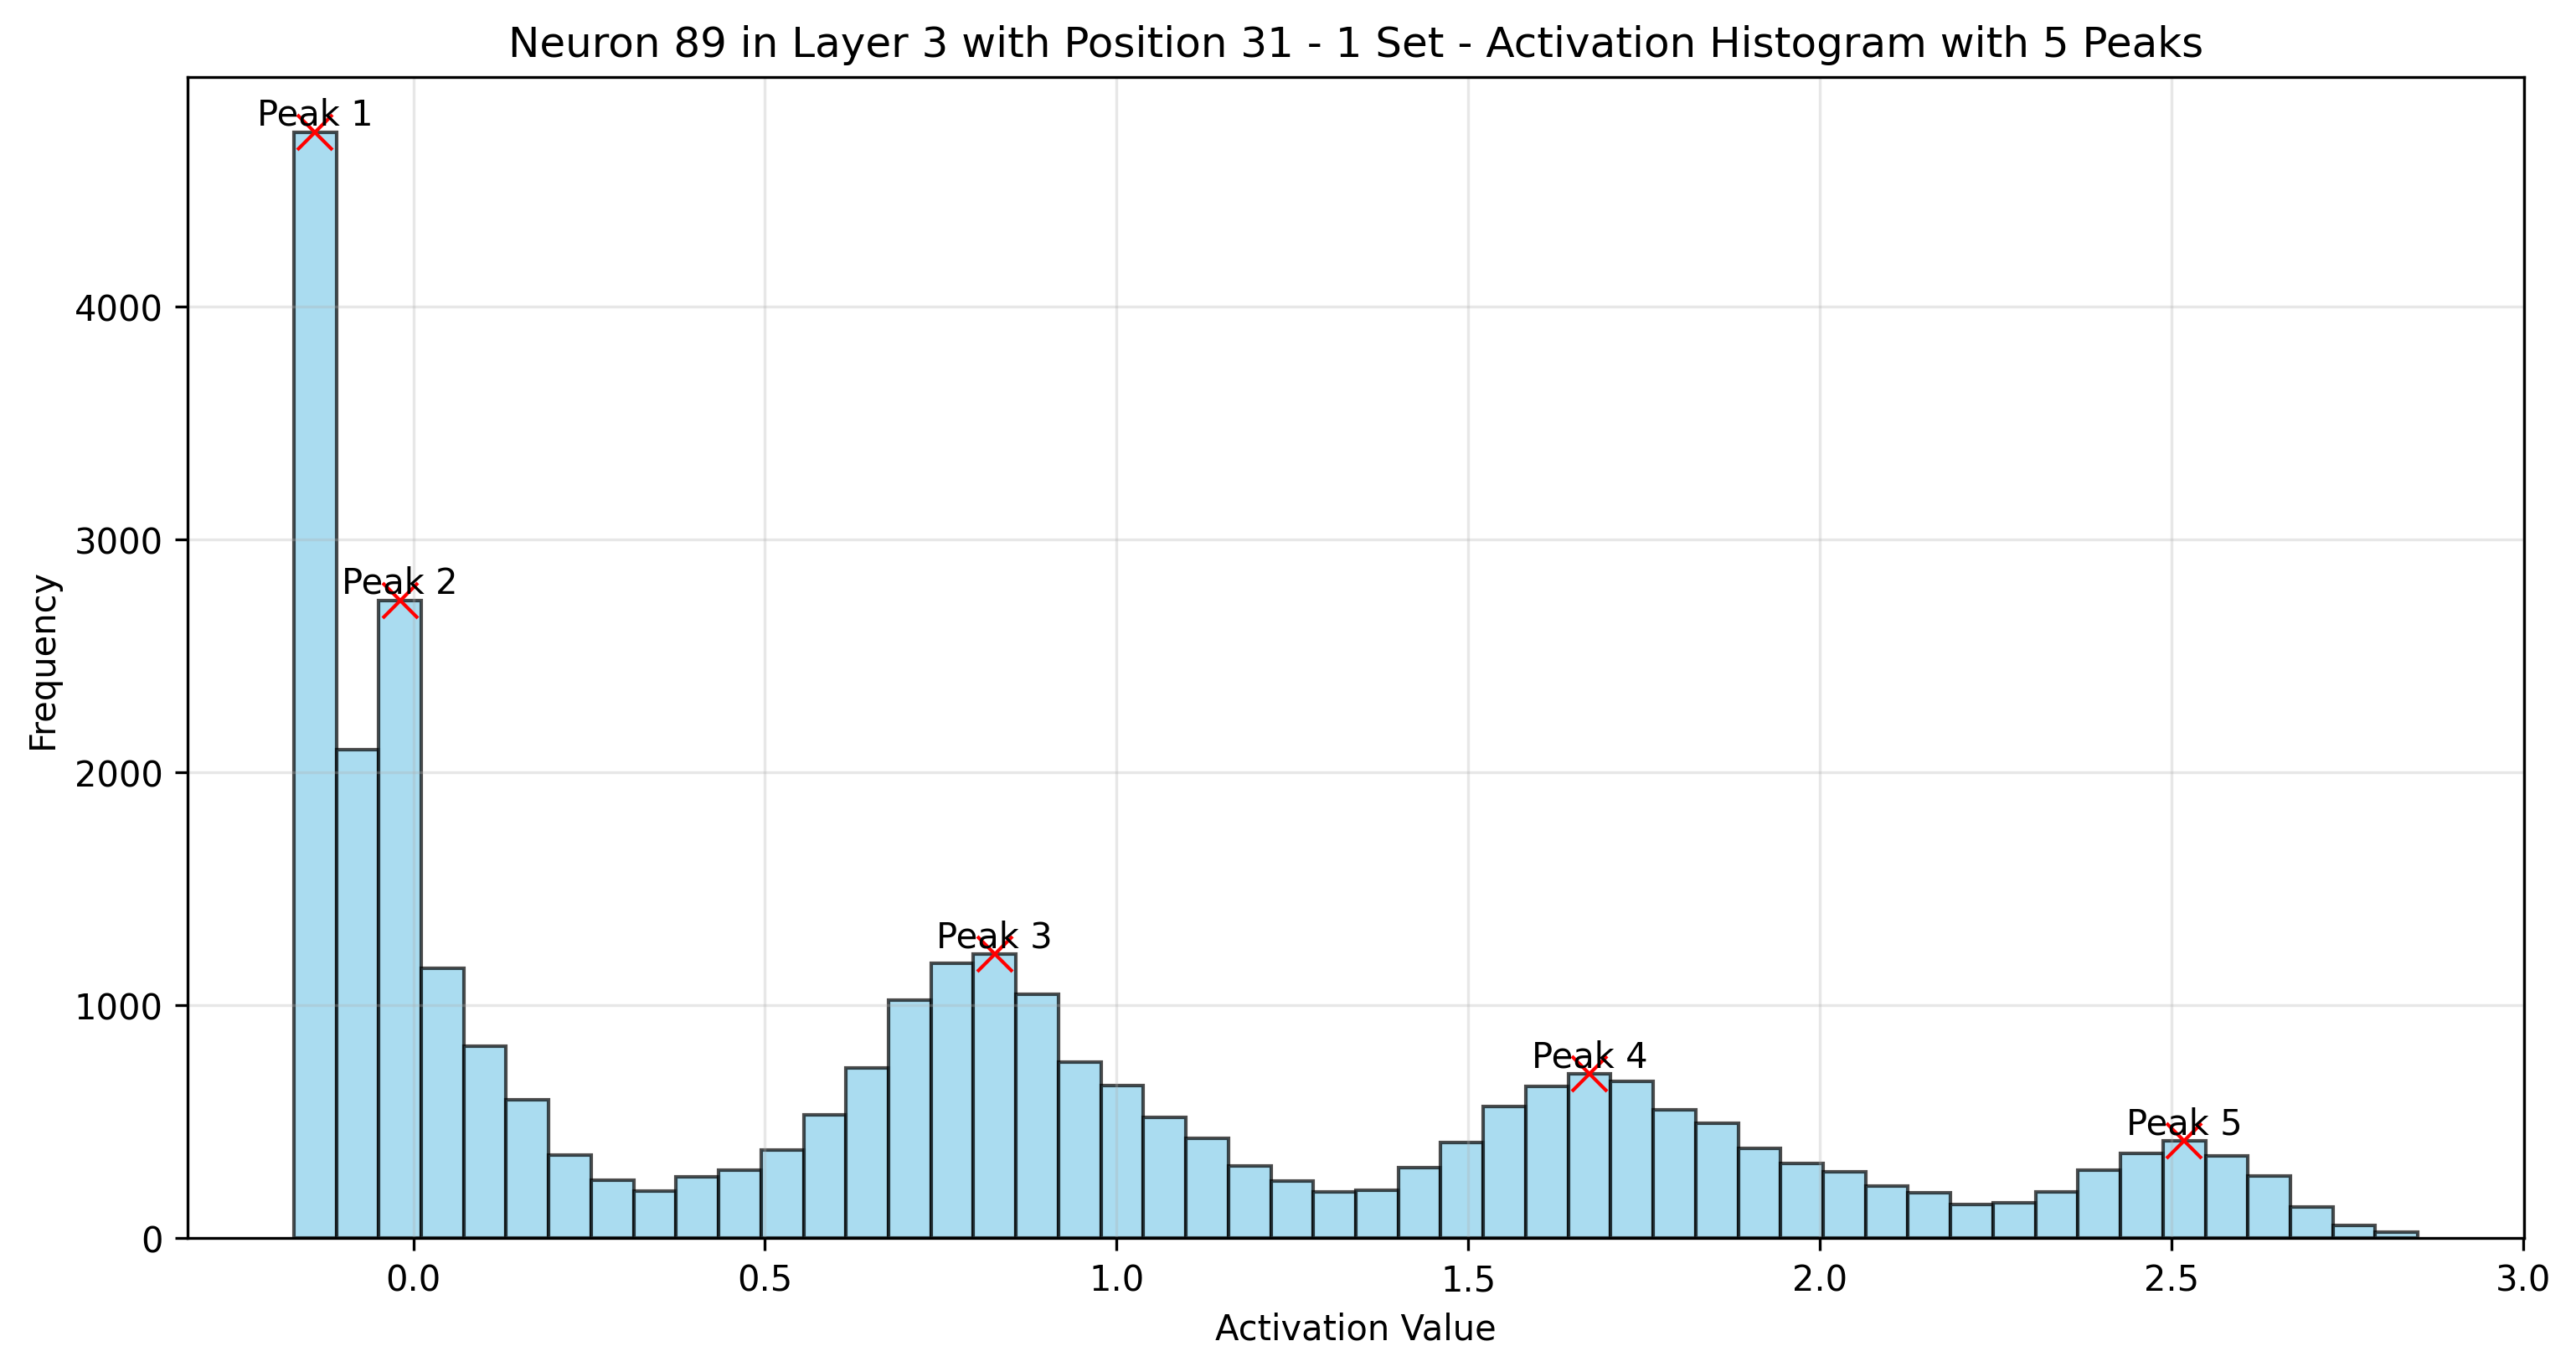 Neuron 89 in Layer 3 with Position 31 - 1 Set - Activation Histogram with 5 Peaks
Peak 1
4000
3000
Peak 2
Frequency
2000
Peak 3
1000
Peak 4
Peak 5
0
0.0 0.5 1.0 1.5 2.0 2.5 3.0
Activation Value